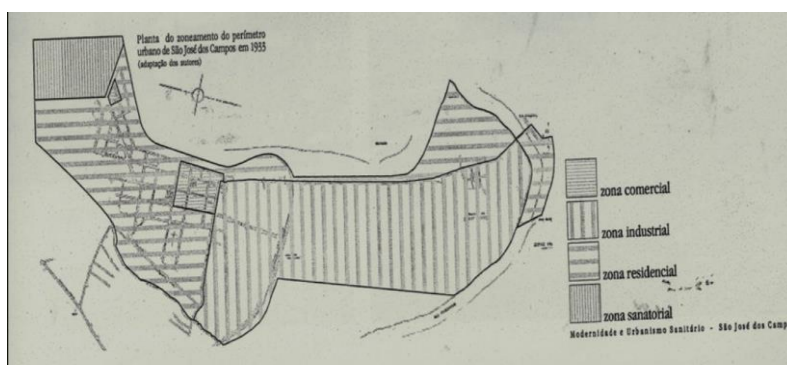 Planta do zoneamento do perímetro
urbano de São José dos Campos em 1933
(adaptação dos autores)
zona comercial
zona industrial
zona residencial
zona sanatorial
Modernidade e Urbanismo Sanitário - São José dos Camp